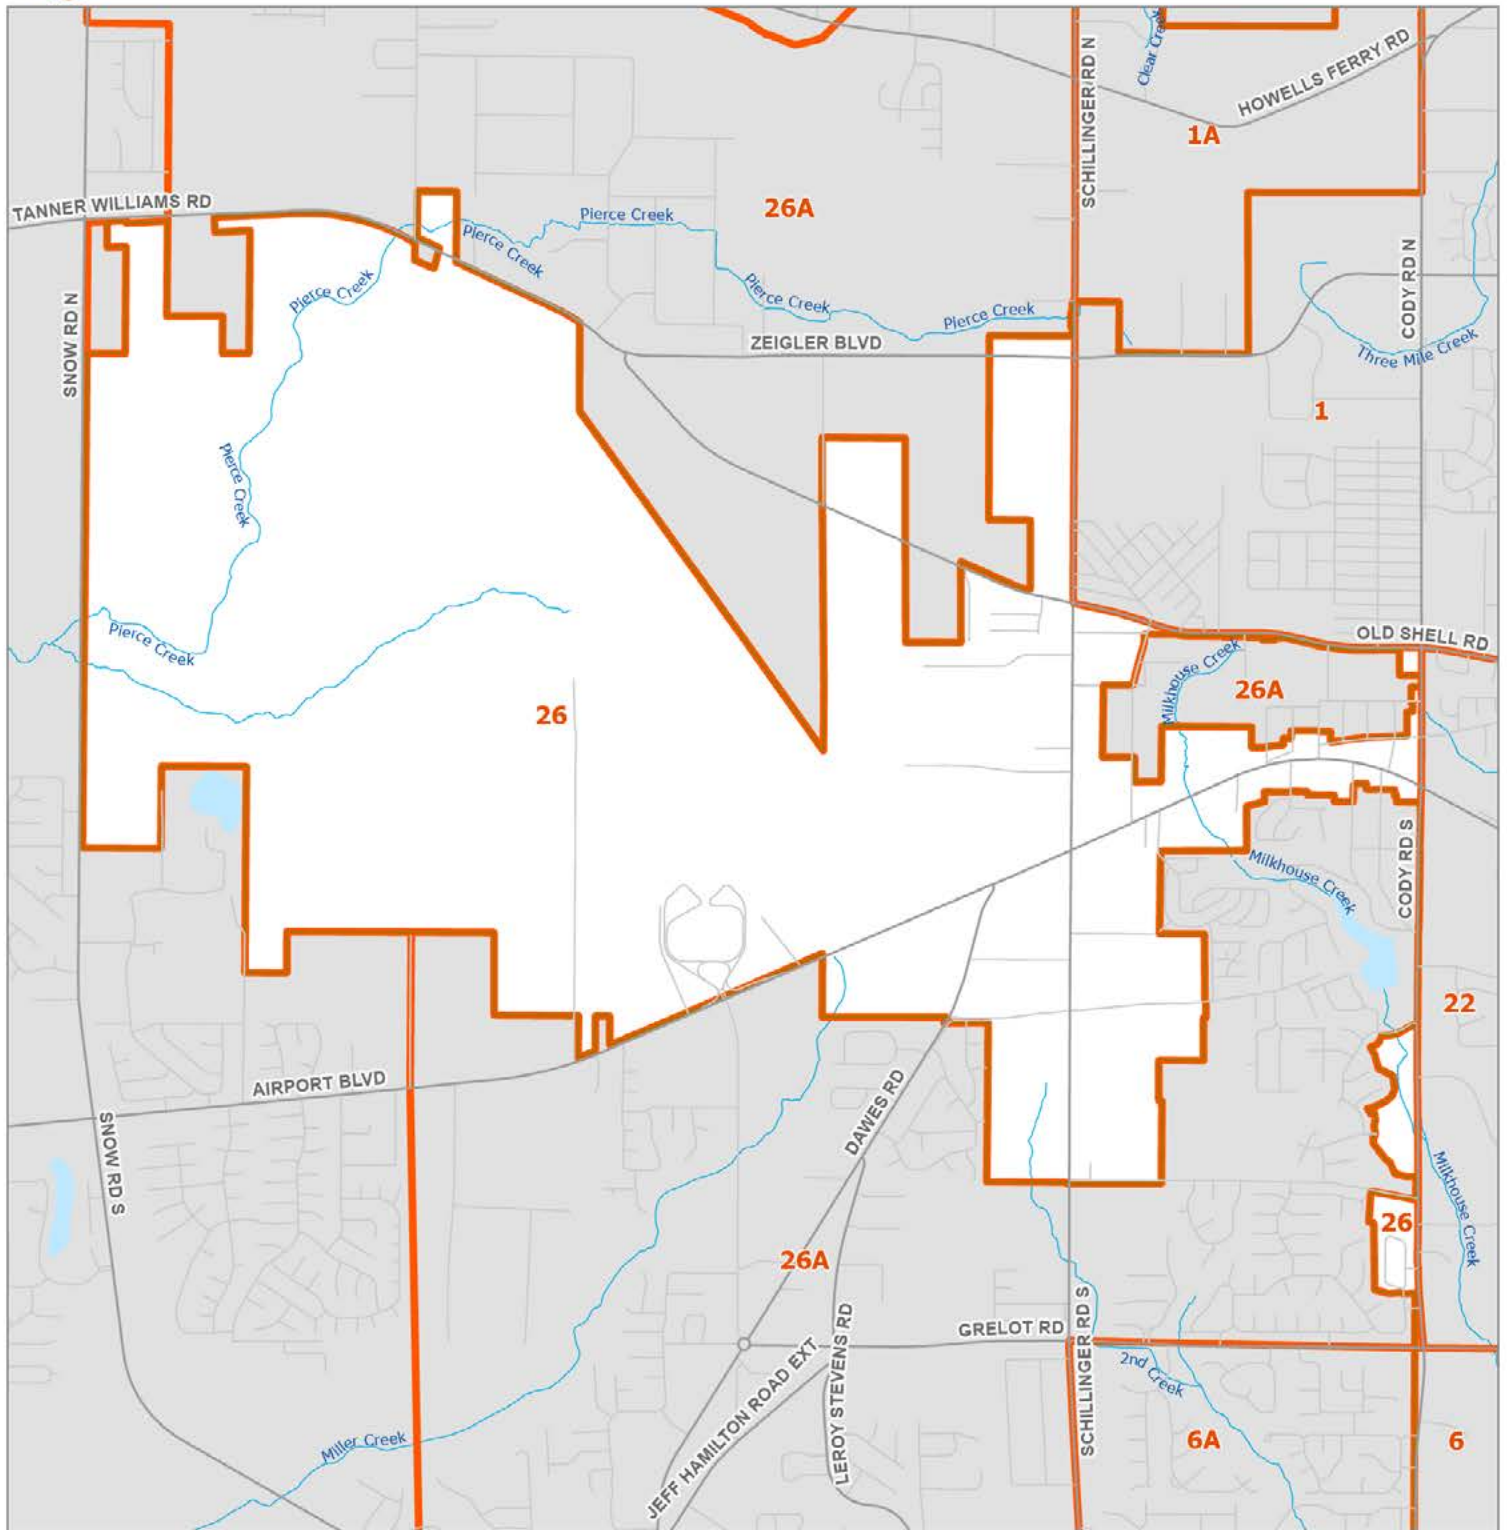 Clear Creek
SCHILLINGER RD N
HOWELLS FERRY RD
1A
TANNER WILLIAMS RD
26A
Pierce Creek
Pierce Creek
Pierce Creek
Pierce Creek
Pierce Creek
CODY RD N
SNOW RD N
ZEIGLER BLVD
Three Mile Creek
1
Pierce Creek
Pierce Creek
OLD SHELL RD
Milkhouse Creek
26A
26
Milkhouse Creek
CODY RD S
22
AIRPORT BLVD
DAWES RD
SNOW RD S
Milkhouse Creek
26
26A
GRELOT RD
SCHILLINGER RD S
LEROY STEVENS RD
JEFF HAMILTON ROAD EXT
2nd Creek
Miller Creek
6A
6